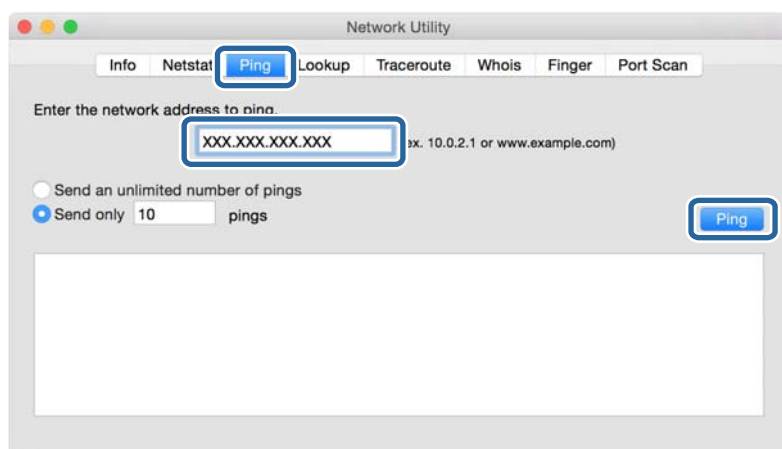 Network Utility
Info Netstat Ping Lookup Traceroute Whois Finger Port Scan
Enter the network address to ping.
XXX.XXX.XXX.XXX ex. 10.0.2.1 or www.example.com)
Send an unlimited number of pings
Send only 10 pings
Ping